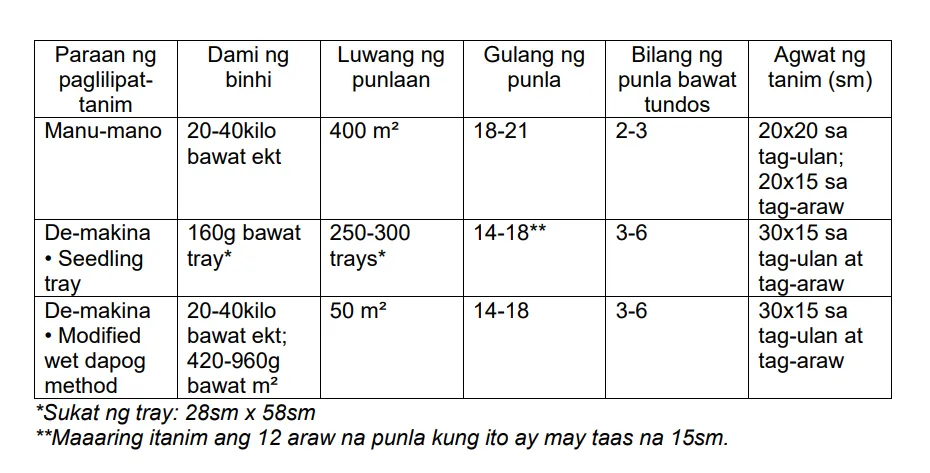 Paraan ng
paglilipat-
tanim
Dami ng
binhi
Luwang ng
punlaan
Gulang ng
punla
Bilang ng
punla bawat
tundos
Agwat ng
tanim (sm)
Manu-mano
20-40kilo
bawat ekt
400 m²
18-21
2-3
20x20 sa
tag-ulan;
20x15 sa
tag-araw
De-makina
• Seedling
tray
160g bawat
tray*
250-300
trays*
14-18**
3-6
30x15 sa
tag-ulan at
tag-araw
De-makina
• Modified
wet dapog
method
20-40kilo
bawat ekt;
420-960g
bawat m²
50 m²
14-18
3-6
30x15 sa
tag-ulan at
tag-araw
*Sukat ng tray: 28sm x 58sm
**Maaaring itanim ang 12 araw na punla kung ito ay may taas na 15sm.